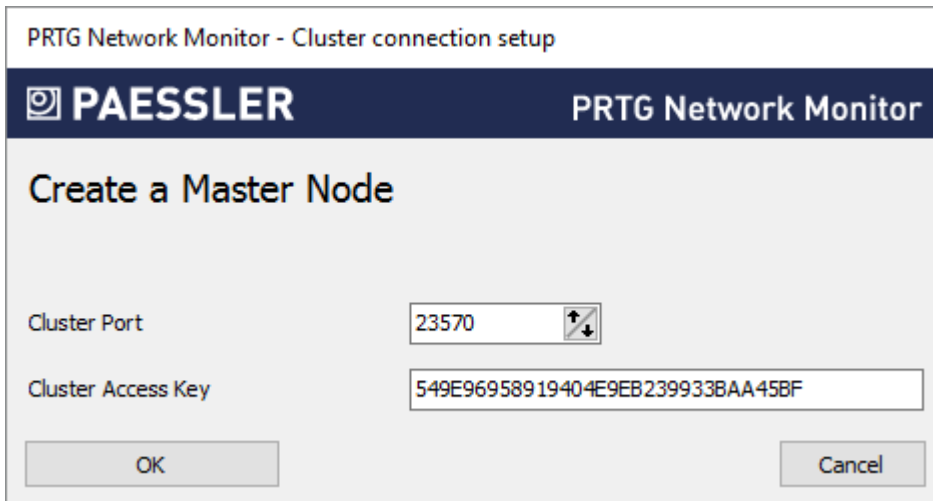 PRTG Network Monitor - Cluster connection setup
PAESSLER PRTG Network Monitor
Create a Master Node
Cluster Port 23570
Cluster Access Key 549E96958919404E9EB239933BAA45BF
OK Cancel